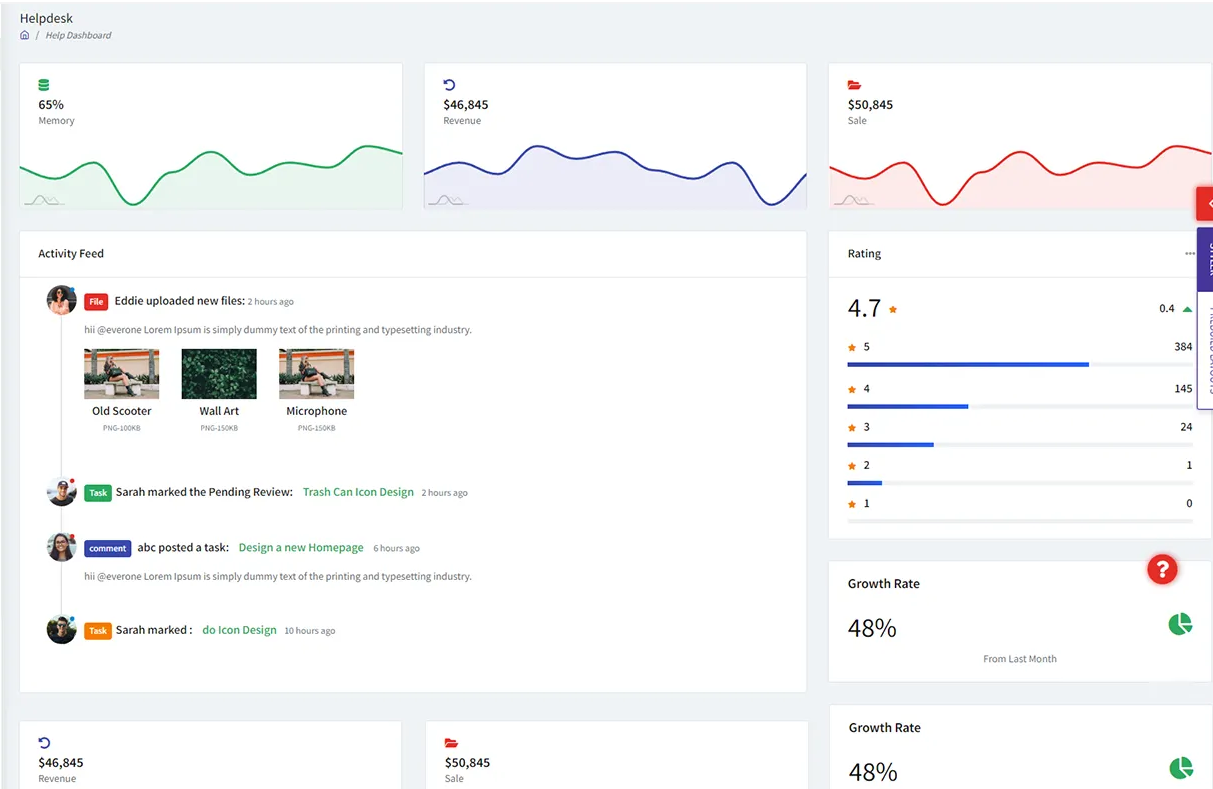 Helpdesk
/ Help Dashboard
65%
Memory
$46,845
Revenue
$50,845
Sale
Activity Feed
File Eddie uploaded new files: 2 hours ago
hii @everone Lorem Ipsum is simply dummy text of the printing and typesetting industry.
Old Scooter Wall Art Microphone
PNG-100KB PNG-150KB PNG-150KB
Task Sarah marked the Pending Review: Trash Can Icon Design 2 hours ago
comment abc posted a task: Design a new Homepage 6 hours ago
hii @everone Lorem Ipsum is simply dummy text of the printing and typesetting industry.
Task Sarah marked : do Icon Design 10 hours ago
Rating
4.7 0.4
5 384
4 145
3 24
2 1
1 0
?
Growth Rate
48%
From Last Month
$46,845
Revenue
$50,845
Sale
Growth Rate
48%